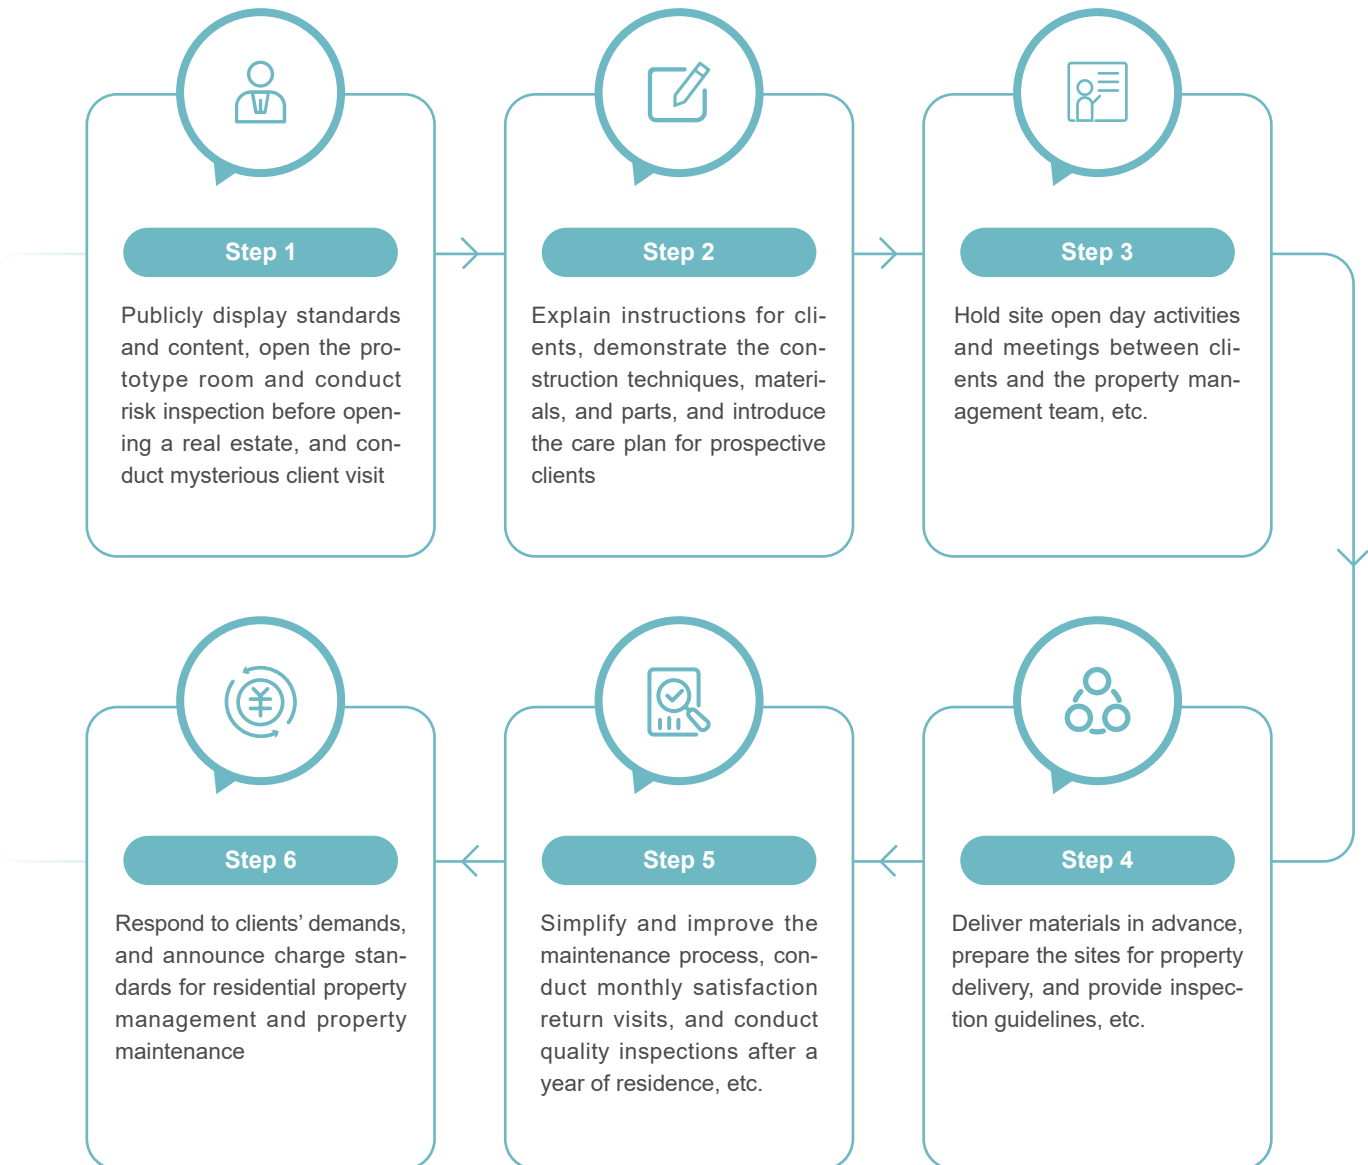 Step 1
Publicly display standards
and content, open the pro-
totype room and conduct
risk inspection before open-
ing a real estate, and con-
duct mysterious client visit
Step 2
Explain instructions for cli-
ents, demonstrate the con-
struction techniques, materi-
als, and parts, and introduce
the care plan for prospective
clients
Step 3
Hold site open day activities
and meetings between cli-
ents and the property man-
agement team, etc.
Step 4
Deliver materials in advance,
prepare the sites for property
delivery, and provide inspec-
tion guidelines, etc.
Step 5
Simplify and improve the
maintenance process, con-
duct monthly satisfaction
return visits, and conduct
quality inspections after a
year of residence, etc.
Step 6
Respond to clients’ demands,
and announce charge stan-
dards for residential property
management and property
maintenance